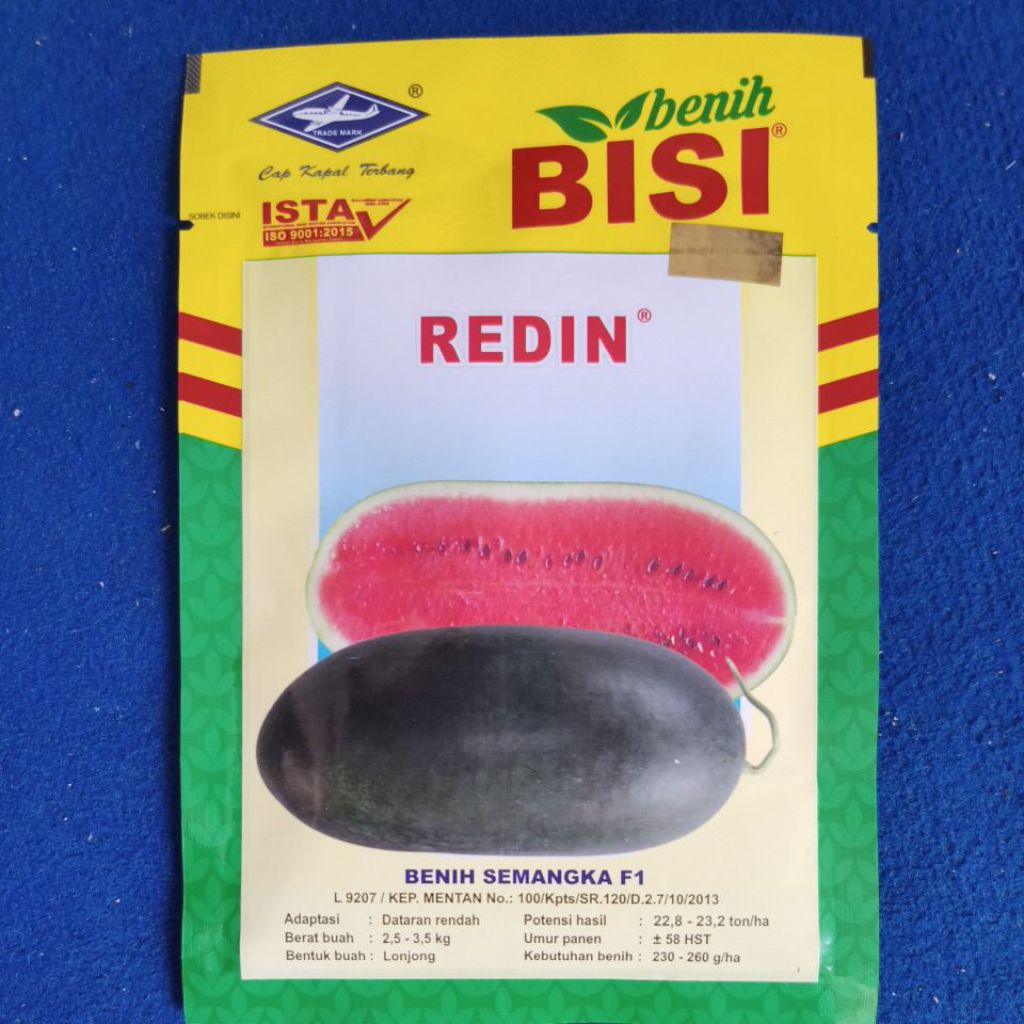 ®
TRADE MARK
Cap Kapal Terbang
benih
BISI®
SOBEK DISINI
ISTA
ISO 9001:2015
REDIN®
BENIH SEMANGKA F1
L 9207 / KEP. MENTAN No.: 100/Kpts/SR.120/D.2.7/10/2013
Adaptasi : Dataran rendah
Berat buah : 2,5 - 3,5 kg
Bentuk buah : Lonjong
Potensi hasil : 22,8 - 23,2 ton/ha
Umur panen : ± 58 HST
Kebutuhan benih : 230 - 260 g/ha